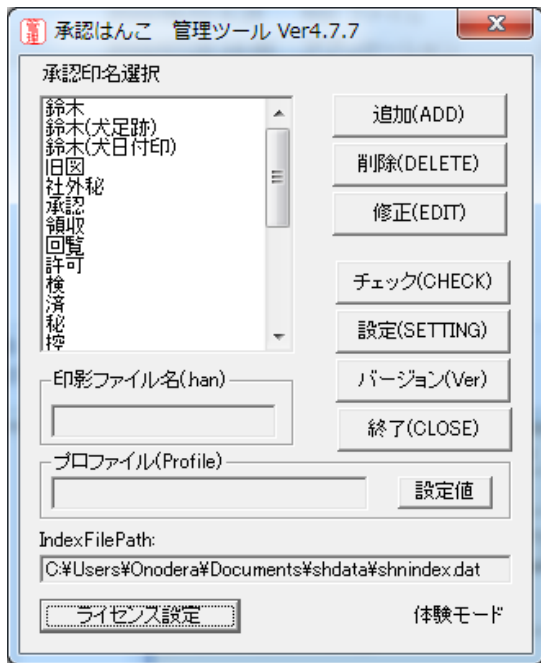 承認はんこ 管理ツール Ver4.7.7
承認印名選択
鈴木
鈴木(犬足跡)
鈴木(犬日付印)
旧図
社外秘
承認
領収
回覧
許可
検
済
秘
控
追加(ADD)
削除(DELETE)
修正(EDIT)
チェック(CHECK)
設定(SETTING)
バージョン(Ver)
終了(CLOSE)
印影ファイル名(.han)
プロファイル(Profile)
設定値
IndexFilePath:
C:¥Users¥Onodera¥Documents¥shdata¥shnindex.dat
ライセンス設定
体験モード